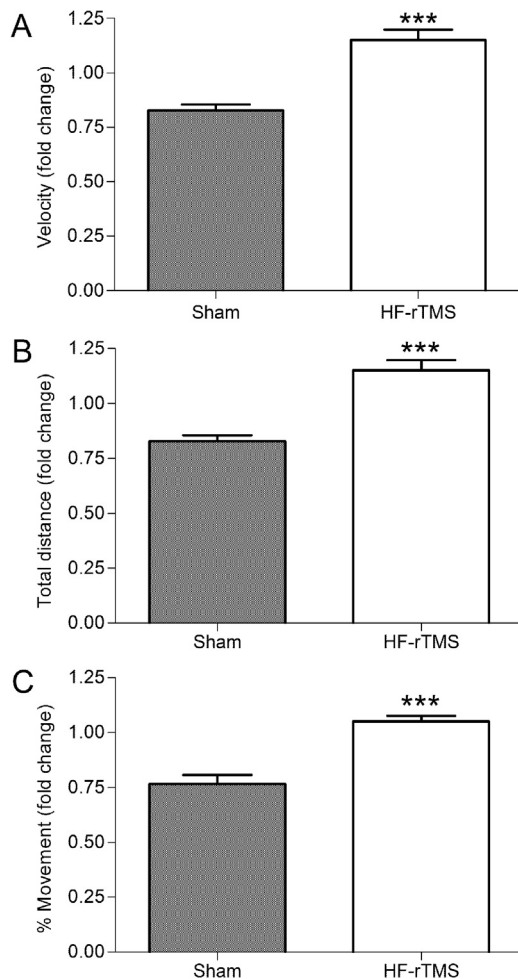 A
Velocity (fold change)
1.25
1.00
0.75
0.50
0.25
0.00
***
Sham
HF-rTMS
B
Total distance (fold change)
1.25
1.00
0.75
0.50
0.25
0.00
***
Sham
HF-rTMS
C
% Movement (fold change)
1.25
1.00
0.75
0.50
0.25
0.00
***
Sham
HF-rTMS